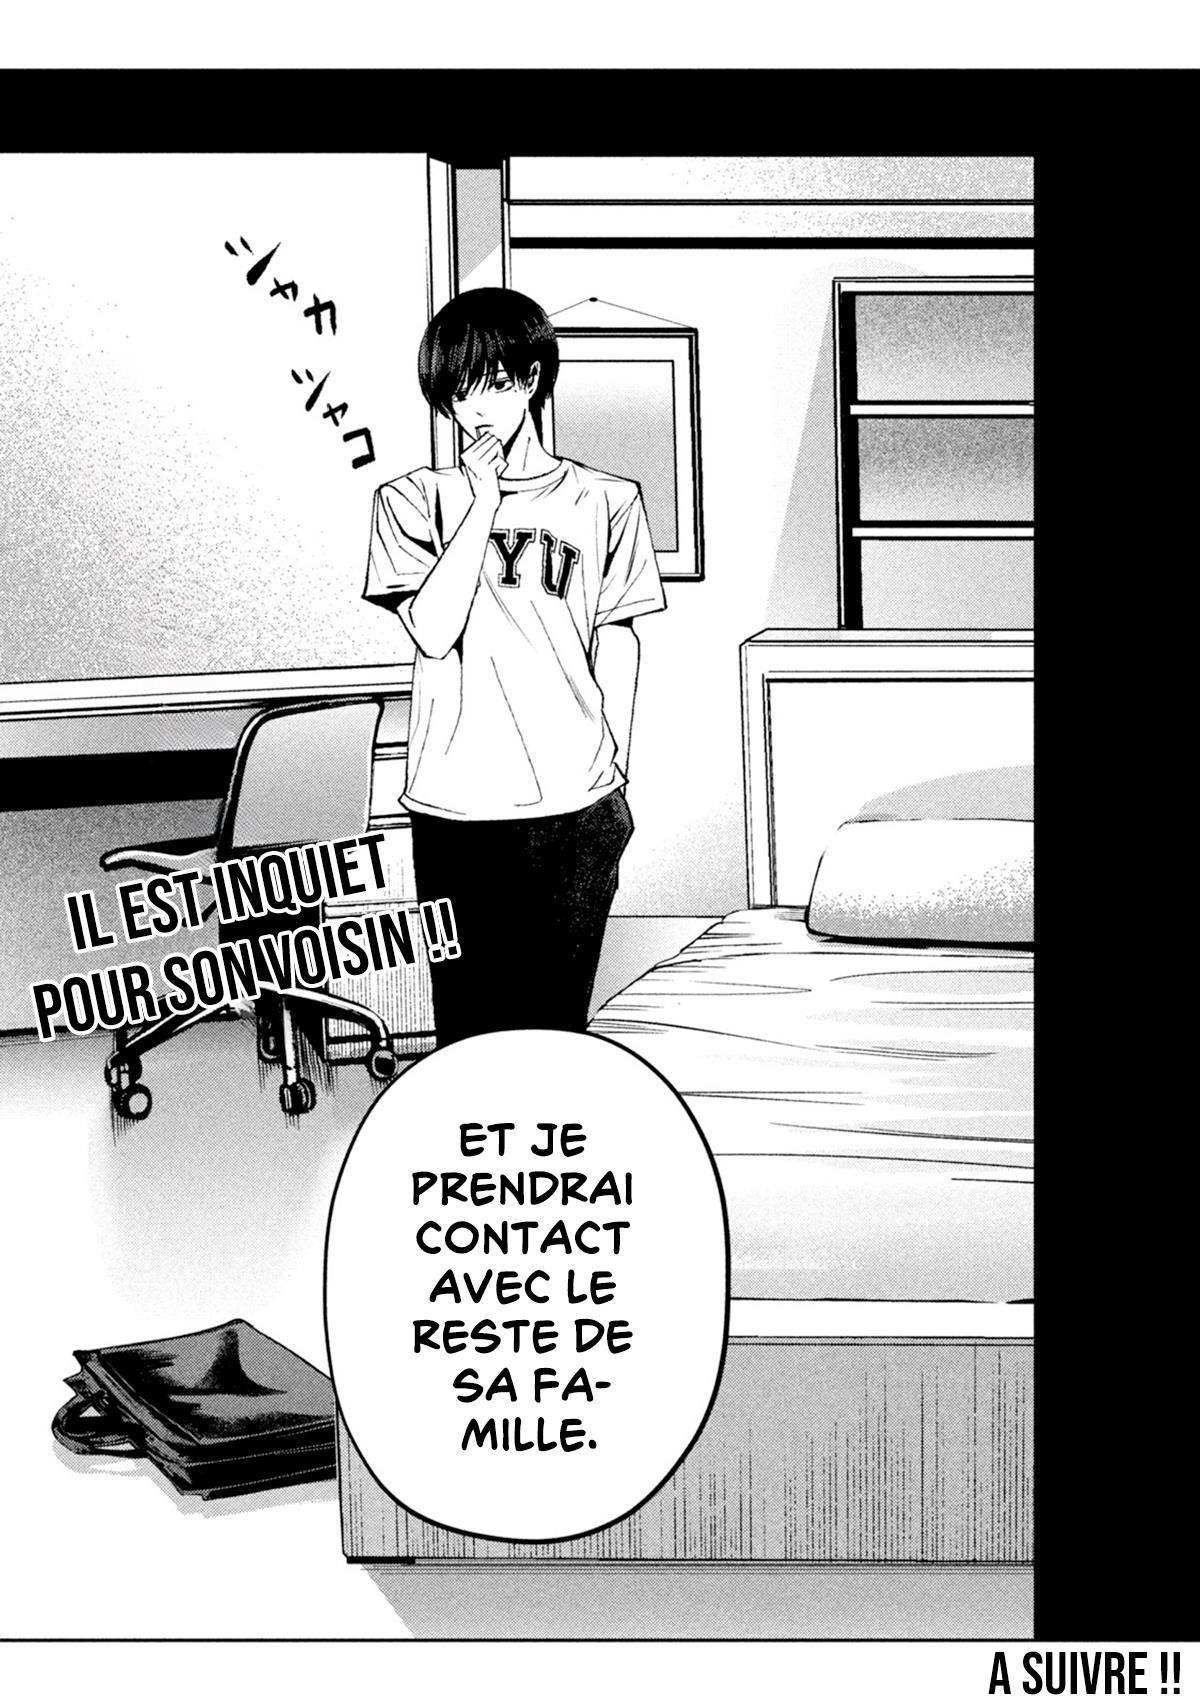 シャカ
シャコ
YU
IL EST INQUIET
POUR SON VOISIN !!
ET JE
PRENDRAI
CONTACT
AVEC LE
RESTE DE
SA FA-
MILLE.
A SUIVRE !!